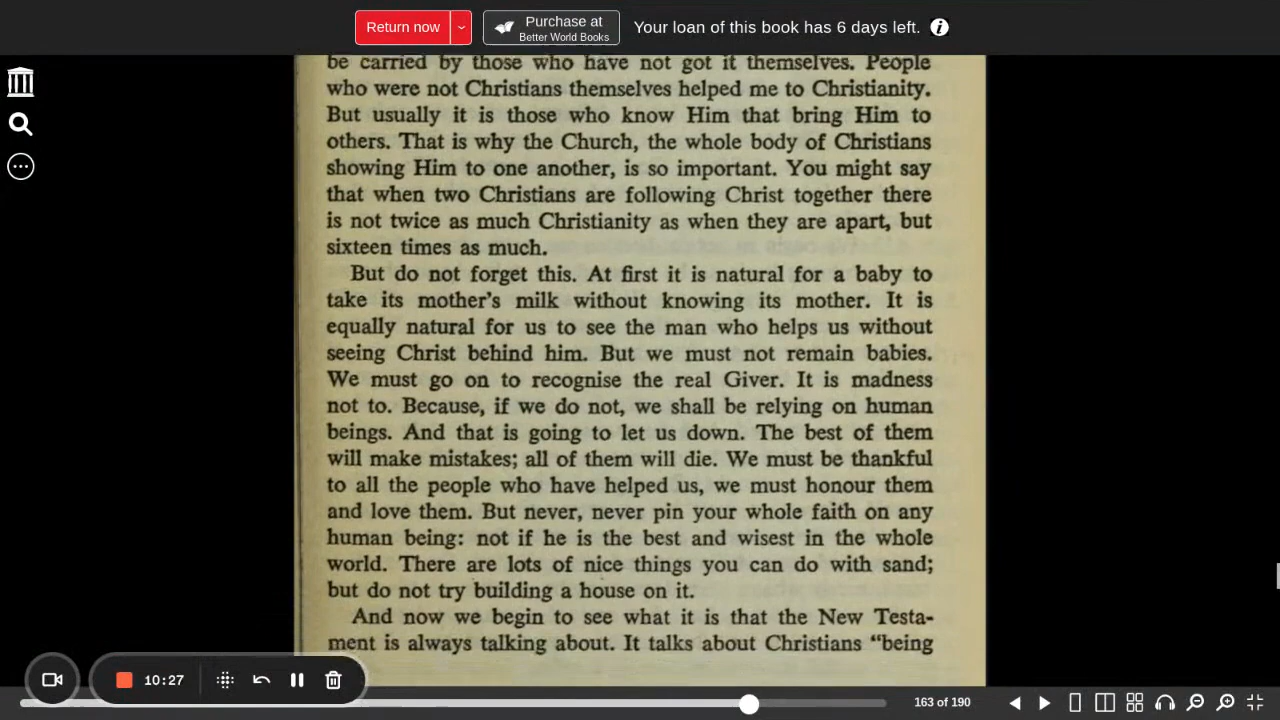 Return now
Purchase at
Better World Books
Your loan of this book has 6 days left.
be carried by those who have not got it themselves. People
who were not Christians themselves helped me to Christianity.
But usually it is those who know Him that bring Him to
others. That is why the Church, the whole body of Christians
showing Him to one another, is so important. You might say
that when two Christians are following Christ together there
is not twice as much Christianity as when they are apart, but
sixteen times as much.
But do not forget this. At first it is natural for a baby to
take its mother's milk without knowing its mother. It is
equally natural for us to see the man who helps us without
seeing Christ behind him. But we must not remain babies.
We must go on to recognise the real Giver. It is madness
not to. Because, if we do not, we shall be relying on human
beings. And that is going to let us down. The best of them
will make mistakes; all of them will die. We must be thankful
to all the people who have helped us, we must honour them
and love them. But never, never pin your whole faith on any
human being: not if he is the best and wisest in the whole
world. There are lots of nice things you can do with sand;
but do not try building a house on it.
And now we begin to see what it is that the New Testa-
ment is always talking about. It talks about Christians “being
10:27
163 of 190